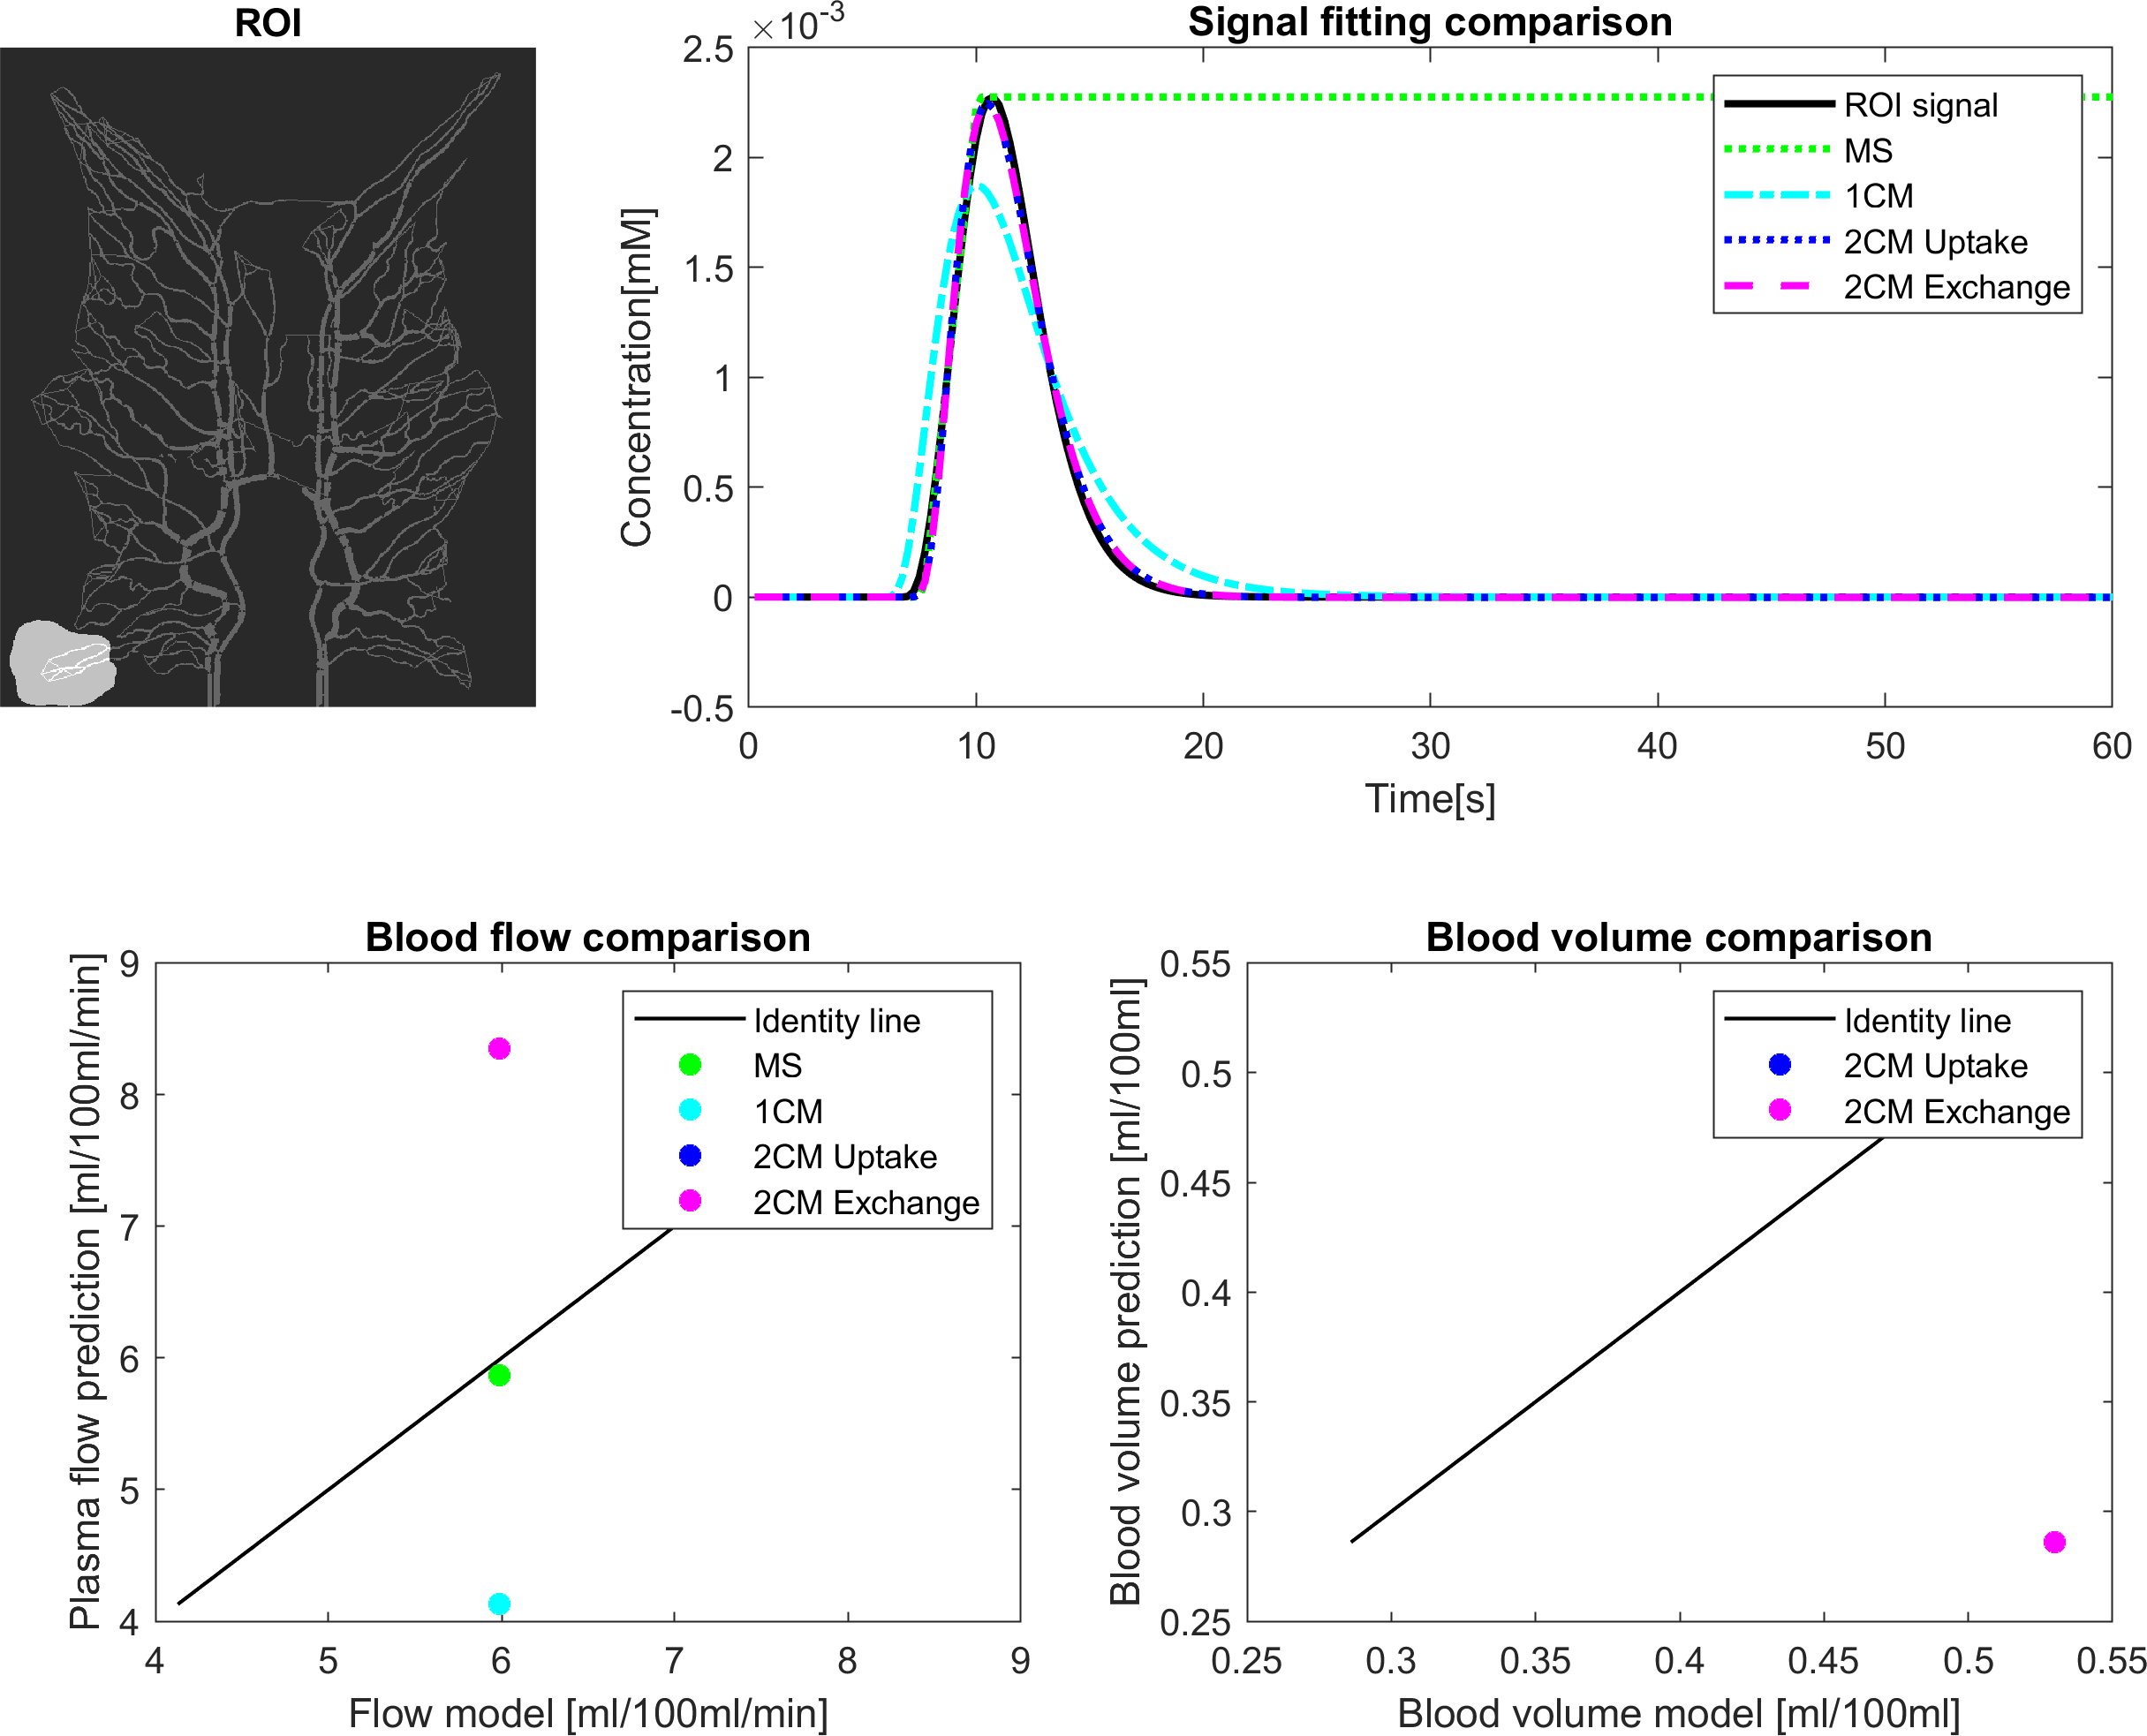 ROI
Signal fitting comparison
×10^-3
2.5
2
1.5
1
0.5
0
-0.5
Concentration[mM]
0 10 20 30 40 50 60
Time[s]
ROI signal
MS
1CM
2CM Uptake
2CM Exchange
Blood flow comparison
9
8
7
6
5
4
Plasma flow prediction [ml/100ml/min]
4 5 6 7 8 9
Flow model [ml/100ml/min]
Identity line
MS
1CM
2CM Uptake
2CM Exchange
Blood volume comparison
0.55
0.5
0.45
0.4
0.35
0.3
0.25
Blood volume prediction [ml/100ml]
0.25 0.3 0.35 0.4 0.45 0.5 0.55
Blood volume model [ml/100ml]
Identity line
2CM Uptake
2CM Exchange